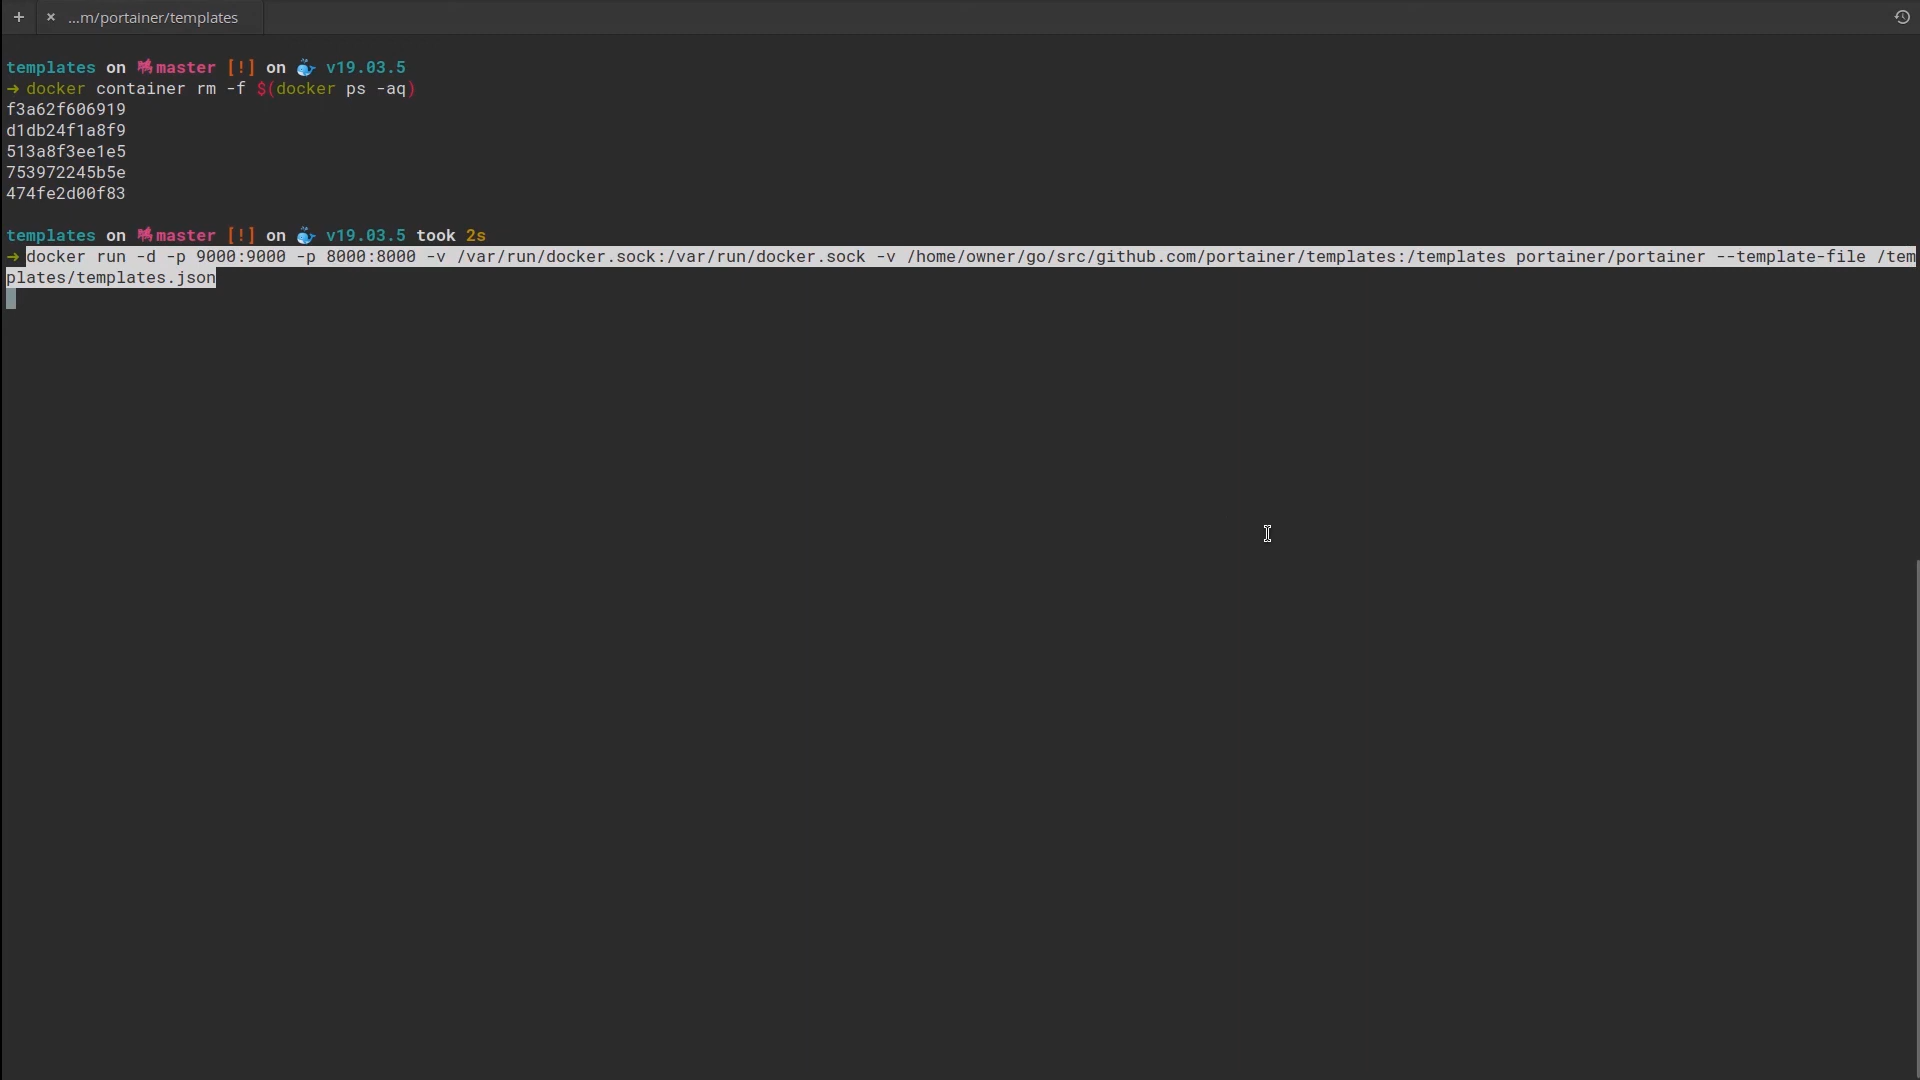 + × ...m/portainer/templates
templates on master [!] on 🐳 v19.03.5
➜ docker container rm -f $(docker ps -aq)
f3a62f606919
d1db24f1a8f9
513a8f3ee1e5
753972245b5e
474fe2d00f83
templates on master [!] on 🐳 v19.03.5 took 2s
➜ docker run -d -p 9000:9000 -p 8000:8000 -v /var/run/docker.sock:/var/run/docker.sock -v /home/owner/go/src/github.com/portainer/templates:/templates portainer/portainer --template-file /tem
plates/templates.json